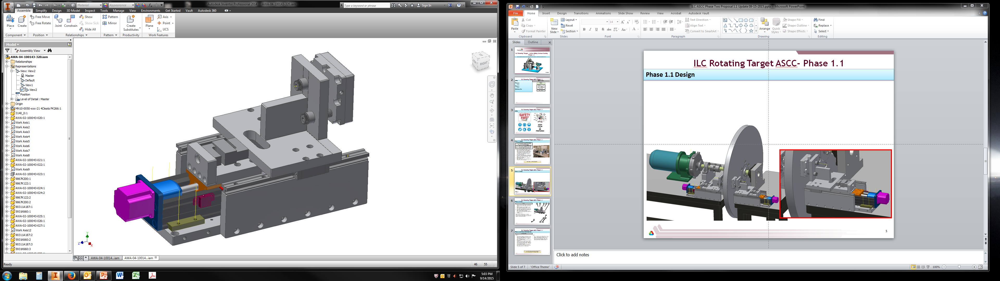 Autodesk Inventor Professional 2014   AWA-04-100143-320.iam
Type a keyword or phrase
Sign In
Material
Appearance
PRO
Assemble
Simplify
Design
3D Model
Inspect
Tools
Manage
View
Environments
Get Started
Vault
Autodesk 360
Place
Create
Free Move
Free Rotate
Joint
Constrain
Show
Show Sick
Hide All
Pattern
Mirror
Create
Substitutes
Plane
Axis
Point
UCS
Component
Position
Relationships
Pattern
Productivity
Work Features
Model
Assembly View
AWA-04-100143-320.iam
Relationships
Representations
View: View2
Master
Default
View1
View2
Position
Level of Detail : Master
Origin
MN10-0050-xxx-21 4Cleats PK266:1
3140_0:1
AWA-02-100043-020:1
Work Axis1
Work Axis2
Work Axis3
Work Axis4
Work Axis5
Work Axis6
Work Axis7
Work Axis8
AWA-02-100043-021:1
AWA-02-100043-022:1
Work Axis9
AWA-02-100043-023:1
9867K200:1
9867K122:1
AWA-02-100043-024:1
AWA-02-100043-024:2
9867K122:2
9867K200:2
90311A187:1
5931K660:1
AWA-02-100043-025:1
AWA-02-100043-026:1
AWA-02-100043-027:1
Work Axis12
90311A187:2
5931K660:2
90311A187:3
5931K660:3
RIGHT
Y
Z
X
AWA-04-10014...iam
AWA-04-10014...iam
Ready
46
55
5:03 PM
9/14/2015
ILC ASCC Phase Two Proposal 1.1 Update 09-15-2015.pptx - Microsoft PowerPoint
File
Home
Insert
Design
Transitions
Animations
Slide Show
Review
View
Acrobat
Autodesk Vault
Paste
Cut
Copy
Format Painter
New
Slide
Layout
Reset
Section
14
Text Direction
Align Text
Convert to SmartArt
Arrange
Quick
Styles
Shape Fill
Shape Outline
Shape Effects
Find
Replace
Select
Clipboard
Slides
Font
Paragraph
Drawing
Editing
Slides
Outline
1
2
3
SAFETY
FIRST
KEEP
CALM
BE
PREPARED
4
5
6
7
ILC Rotating Target ASCC- Phase 1.1
Phase 1.1 Design
5
Click to add notes
Slide 5 of 7
"Office Theme"
100%